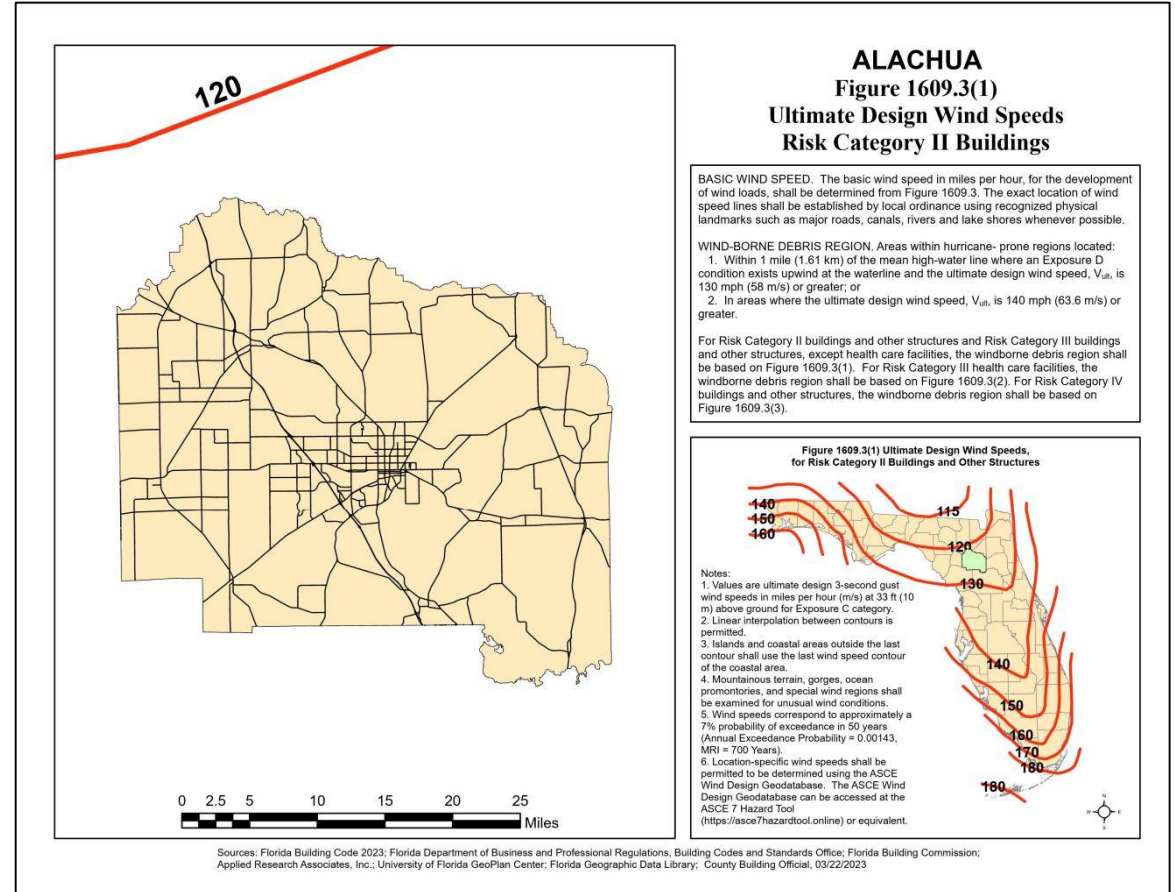 120
0 2.5 5 10 15 20 25
Miles
ALACHUA
Figure 1609.3(1)
Ultimate Design Wind Speeds
Risk Category II Buildings
BASIC WIND SPEED. The basic wind speed in miles per hour, for the development
of wind loads, shall be determined from Figure 1609.3. The exact location of wind
speed lines shall be established by local ordinance using recognized physical
landmarks such as major roads, canals, rivers and lake shores whenever possible.
WIND-BORNE DEBRIS REGION. Areas within hurricane- prone regions located:
1. Within 1 mile (1.61 km) of the mean high-water line where an Exposure D
condition exists upwind at the waterline and the ultimate design wind speed, Vult, is
130 mph (58 m/s) or greater; or
2. In areas where the ultimate design wind speed, Vult, is 140 mph (63.6 m/s) or
greater.
For Risk Category II buildings and other structures and Risk Category III buildings
and other structures, except health care facilities, the windborne debris region shall
be based on Figure 1609.3(1). For Risk Category III health care facilities, the
windborne debris region shall be based on Figure 1609.3(2). For Risk Category IV
buildings and other structures, the windborne debris region shall be based on
Figure 1609.3(3).
Figure 1609.3(1) Ultimate Design Wind Speeds,
for Risk Category II Buildings and Other Structures
140
150
160
115
120
130
140
150
160
170
180
180
Notes:
1. Values are ultimate design 3-second gust
wind speeds in miles per hour (m/s) at 33 ft (10
m) above ground for Exposure C category.
2. Linear interpolation between contours is
permitted.
3. Islands and coastal areas outside the last
contour shall use the last wind speed contour
of the coastal area.
4. Mountainous terrain, gorges, ocean
promontories, and special wind regions shall
be examined for unusual wind conditions.
5. Wind speeds correspond to approximately a
7% probability of exceedance in 50 years
(Annual Exceedance Probability = 0.00143,
MRI = 700 Years).
6. Location-specific wind speeds shall be
permitted to be determined using the ASCE
Wind Design Geodatabase. The ASCE Wind
Design Geodatabase can be accessed at the
ASCE 7 Hazard Tool
(https://asce7hazardtool.online) or equivalent.
N
W E
S
Sources: Florida Building Code 2023; Florida Department of Business and Professional Regulations, Building Codes and Standards Office; Florida Building Commission;
Applied Research Associates, Inc.; University of Florida GeoPlan Center; Florida Geographic Data Library; County Building Official, 03/22/2023